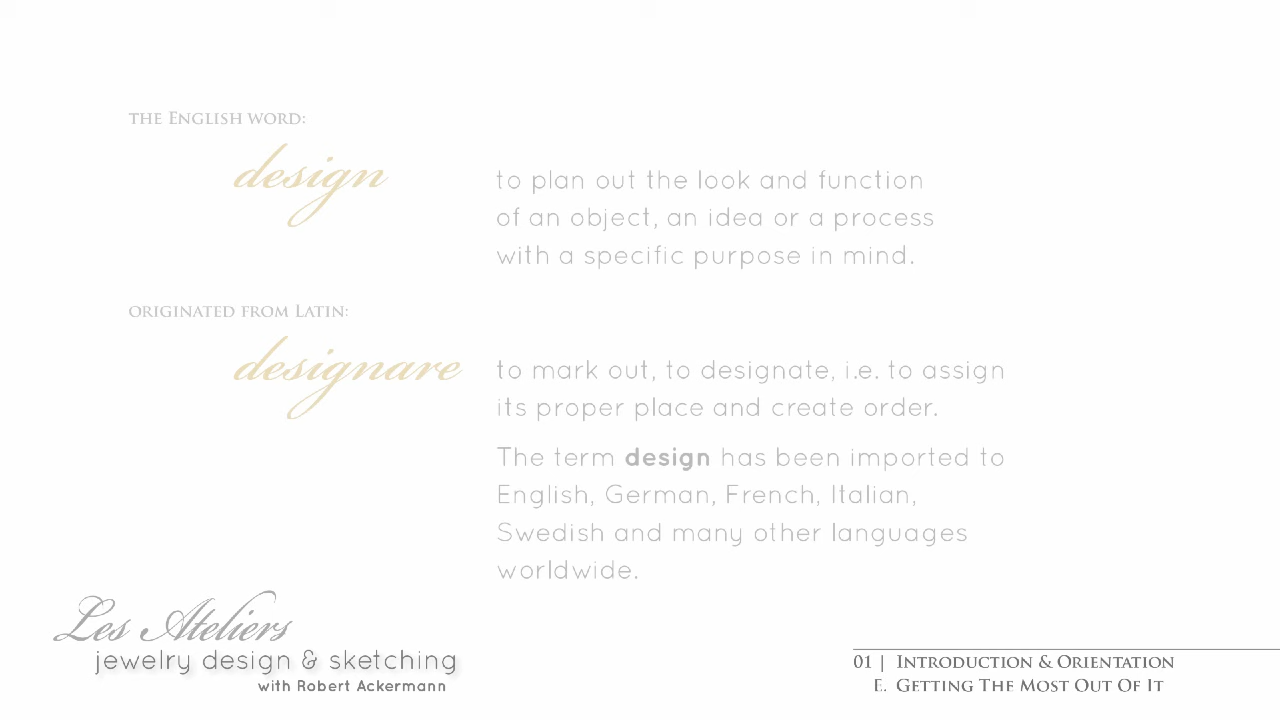 THE ENGLISH WORD:
design
to plan out the look and function
of an object, an idea or a process
with a specific purpose in mind.
ORIGINATED FROM LATIN:
designare
to mark out, to designate, i.e. to assign
its proper place and create order.
The term design has been imported to
English, German, French, Italian,
Swedish and many other languages
worldwide.
Les Ateliers
jewelry design & sketching
with Robert Ackermann
01 | INTRODUCTION & ORIENTATION
E. GETTING THE MOST OUT OF IT